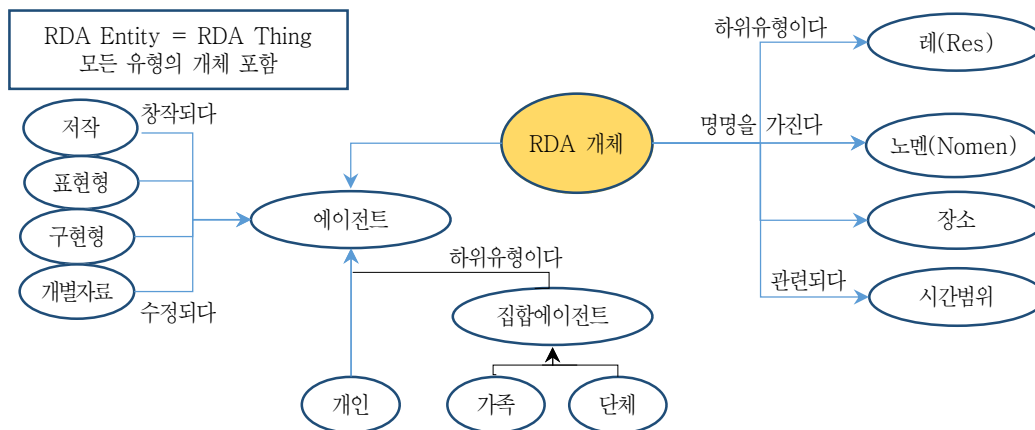 RDA Entity = RDA Thing
모든 유형의 개체 포함
하위유형이다
레(Res)
창작되다
저작
RDA 개체
명명을 가진다
노멘(Nomen)
표현형
에이전트
장소
구현형
하위유형이다
관련되다
개별자료
시간범위
수정되다
집합에이전트
개인
가족
단체